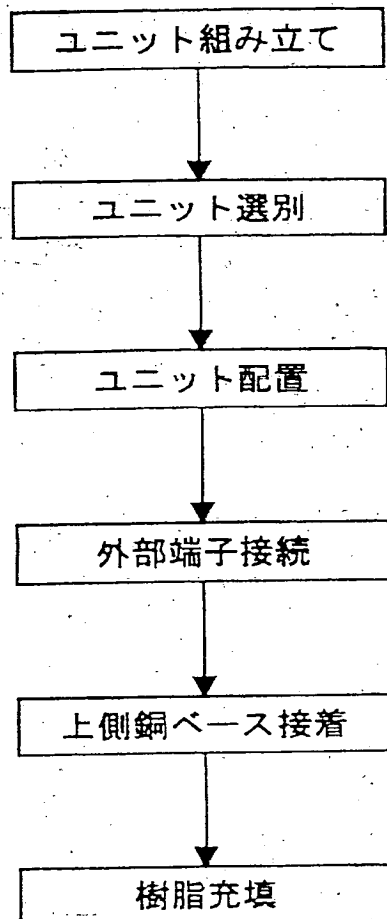 ユニット組み立て
ユニット選別
ユニット配置
外部端子接続
上側銅ベース接着
樹脂充填